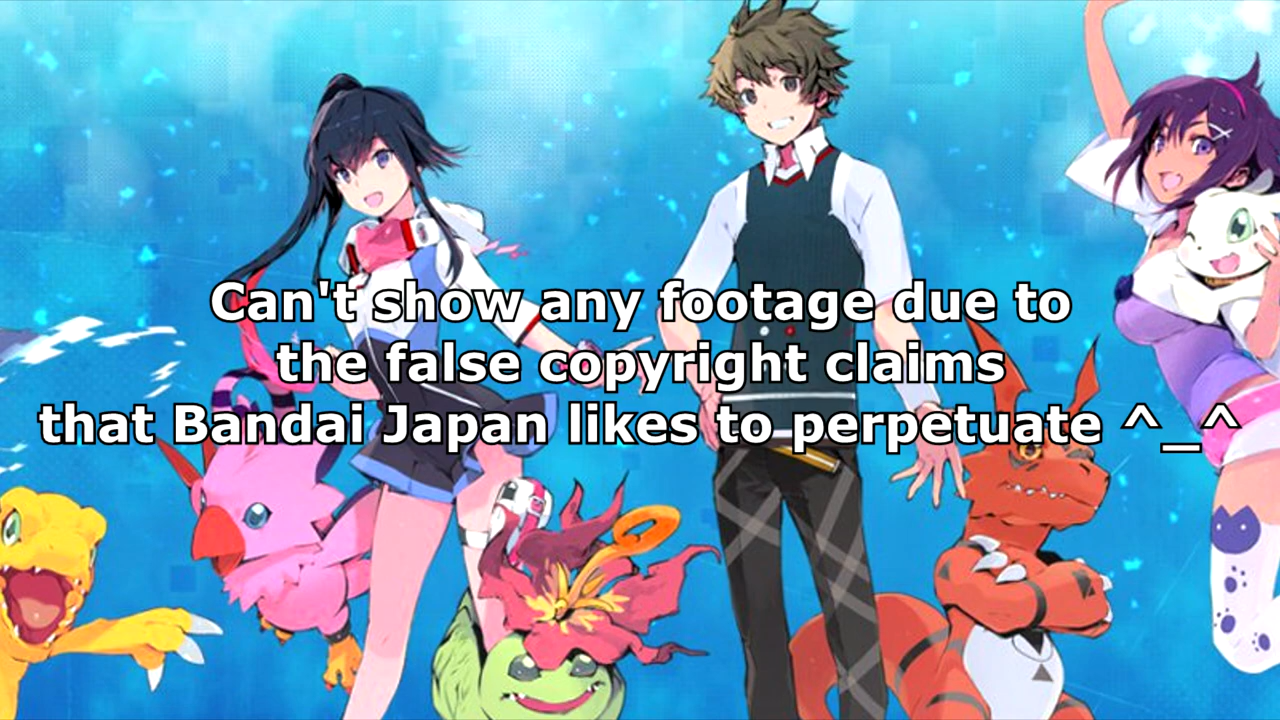 Can't show any footage due to
the false copyright claims
that Bandai Japan likes to perpetuate ^_^